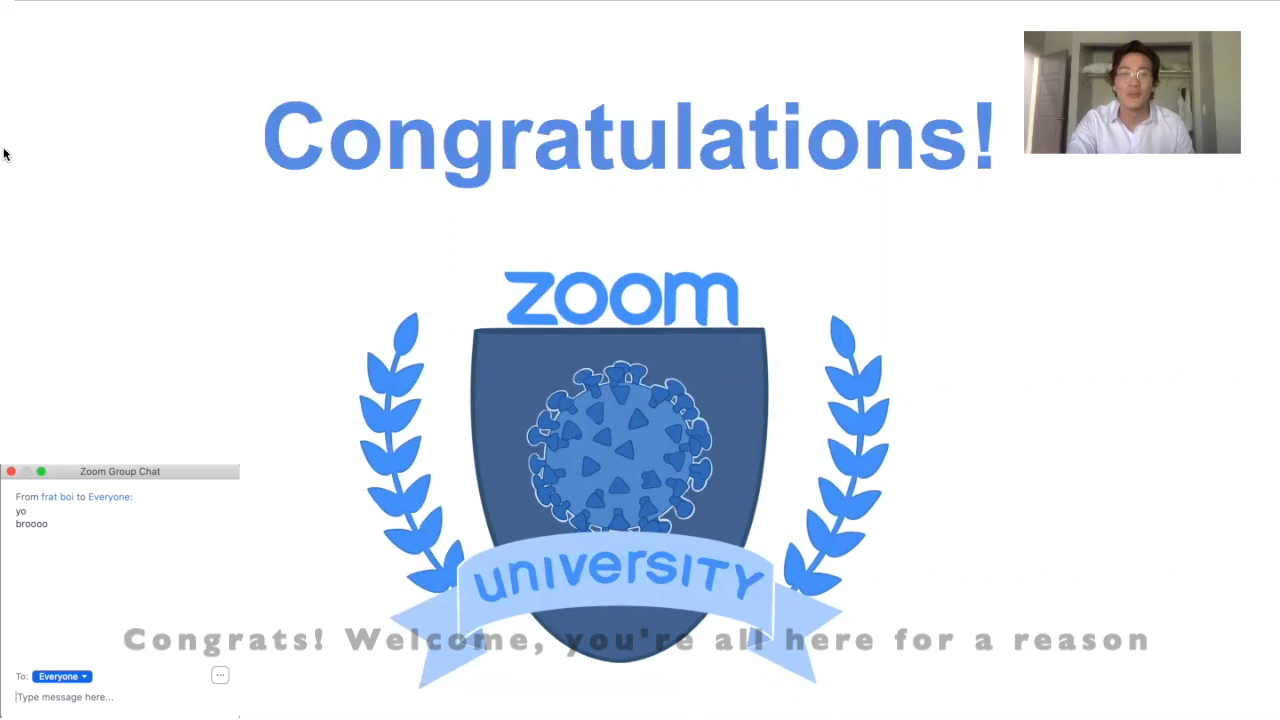 Congratulations!
zoom
university
Congrats! Welcome, you're all here for a reason
Zoom Group Chat
From frat boi to Everyone:
yo
broooo
To: Everyone
Type message here...